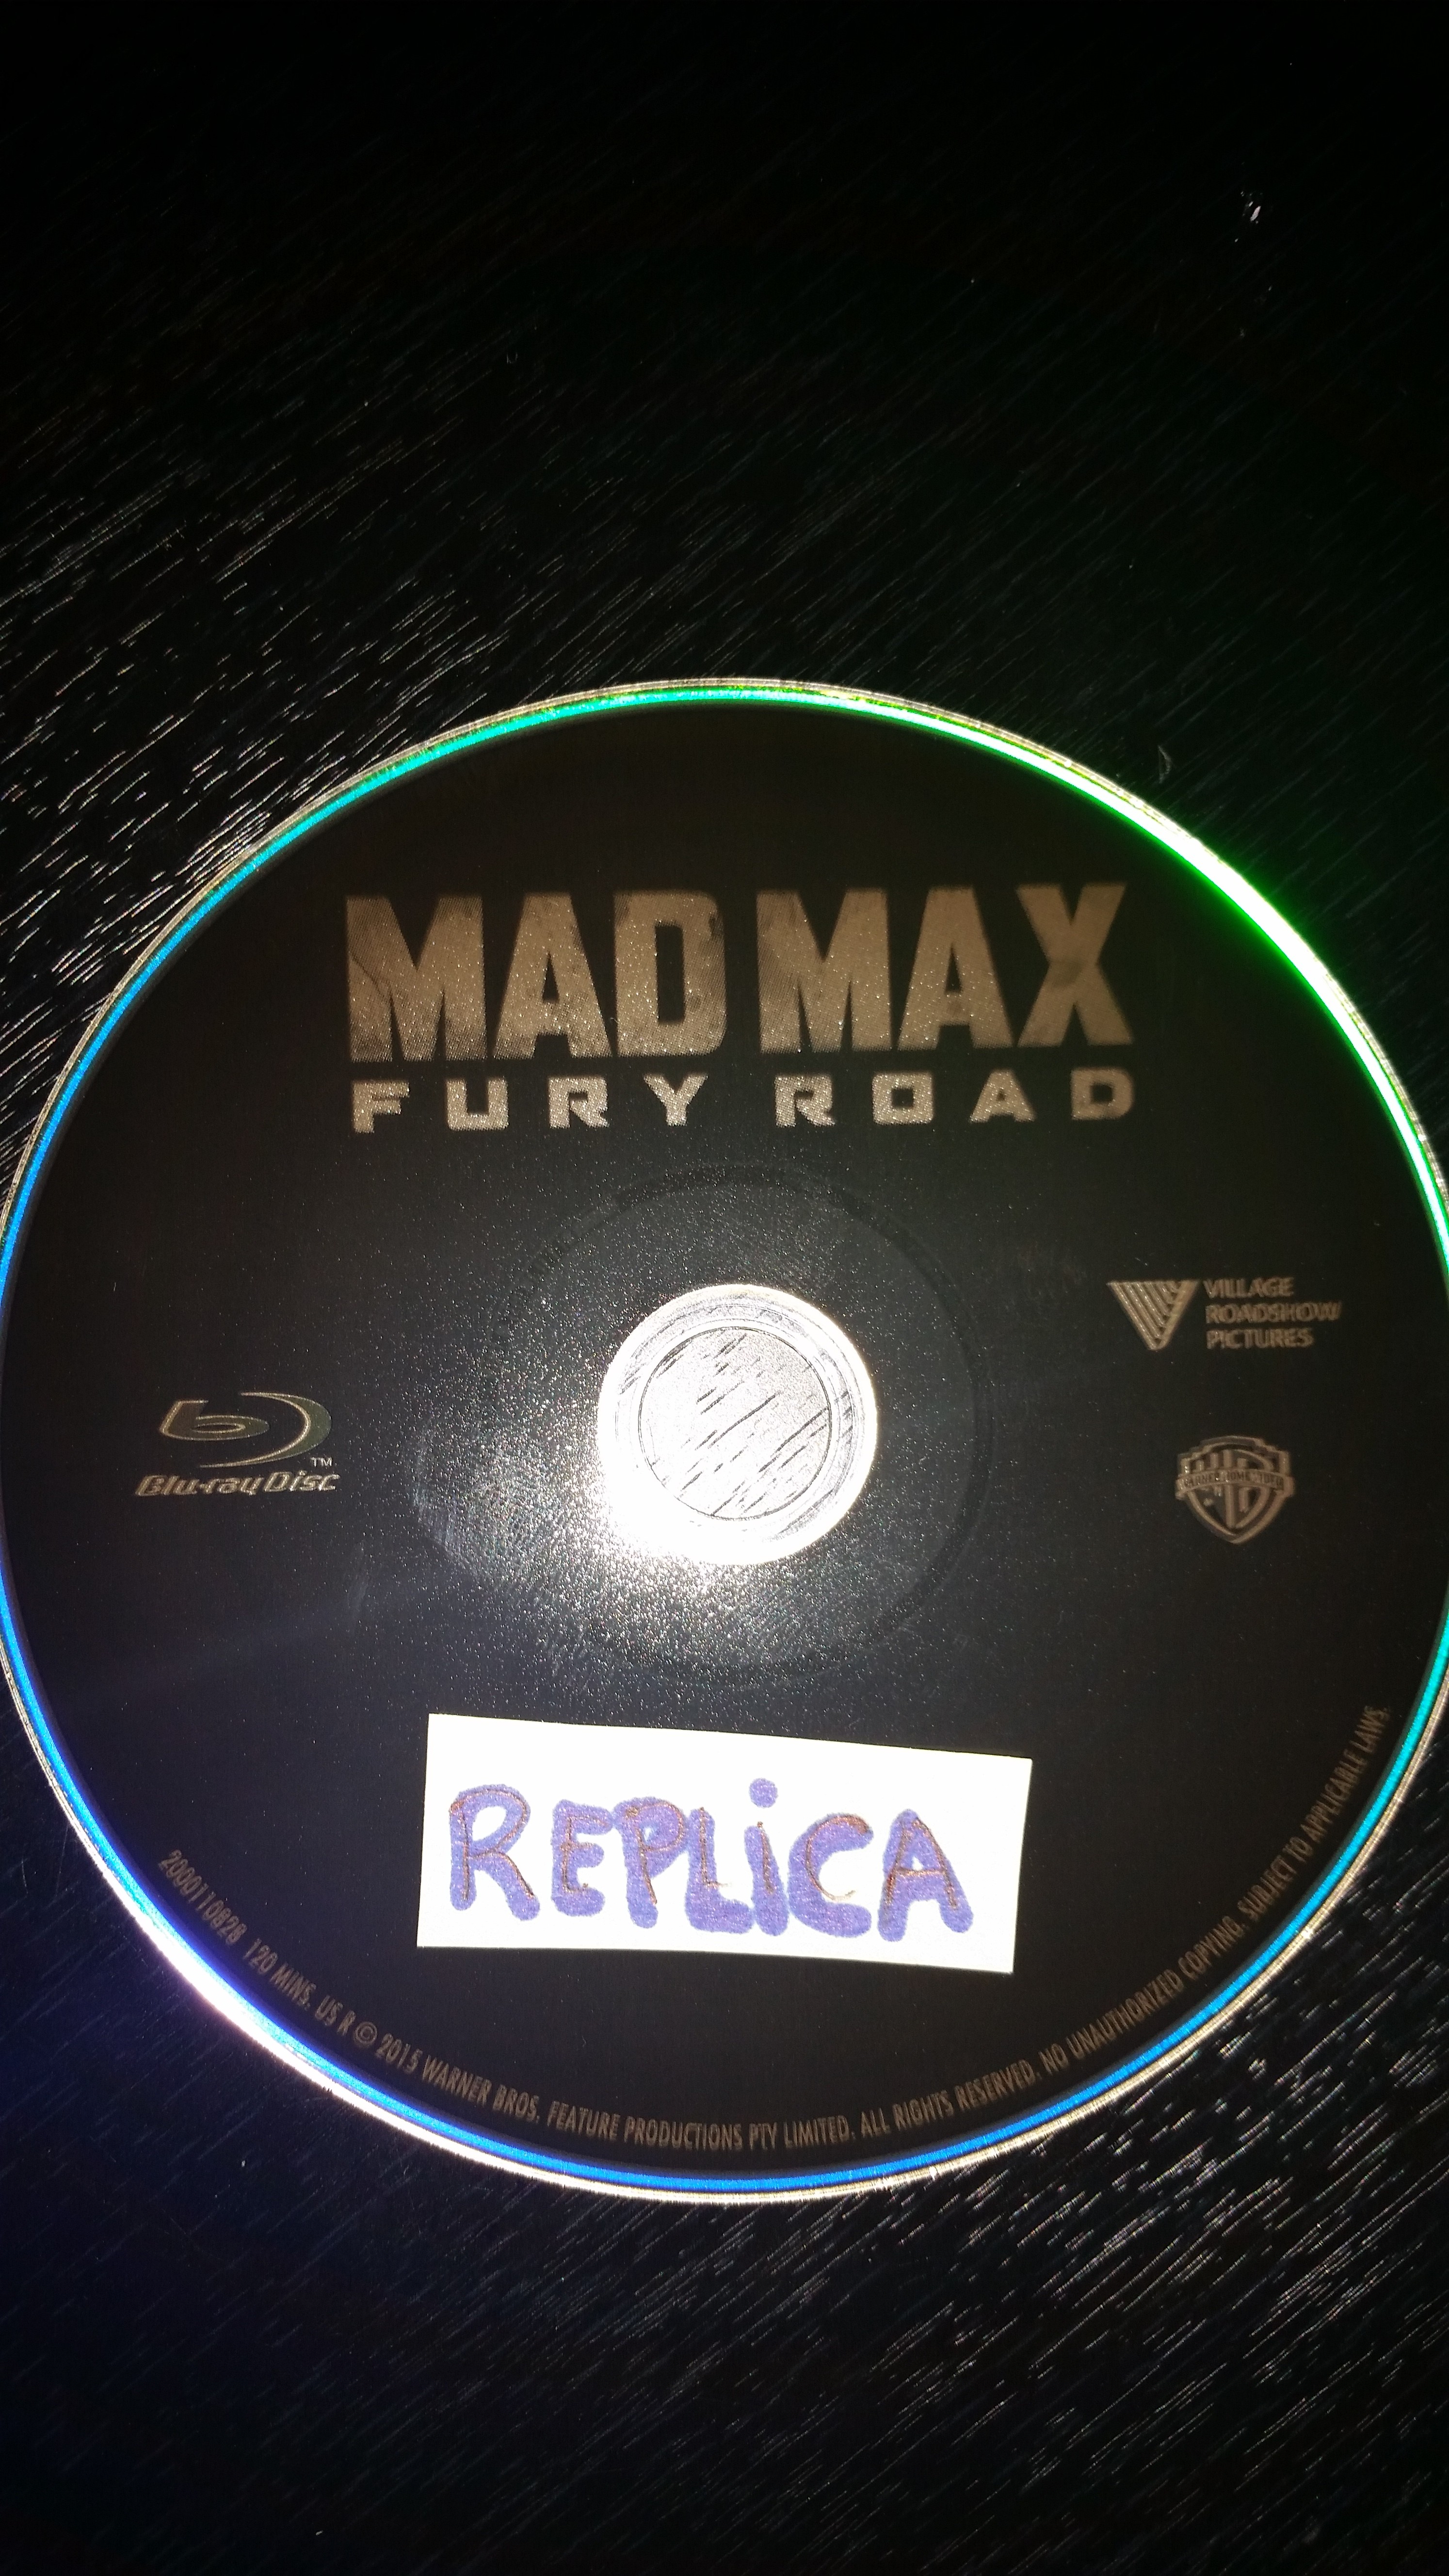 MAD MAX
FURY ROAD
VILLAGE
ROADSHOW
PICTURES
Blu-ray Disc
TM
REPLiCA
2000110828 120 MINS. US R © 2015 WARNER BROS. FEATURE PRODUCTIONS PTY LIMITED. ALL RIGHTS RESERVED. NO UNAUTHORIZED COPYING. SUBJECT TO APPLICABLE LAWS.